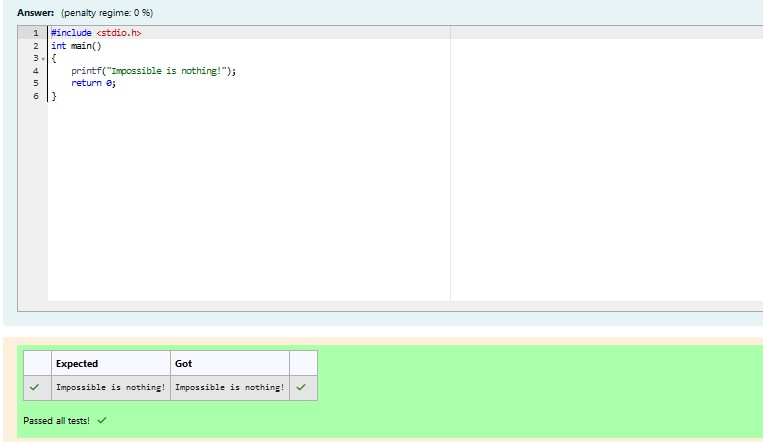 Answer: (penalty regime: 0 %)
1 #include <stdio.h>
2 int main()
3 {
4     printf("Impossible is nothing!");
5     return 0;
6 }
Expected Got
Impossible is nothing! Impossible is nothing!
Passed all tests!